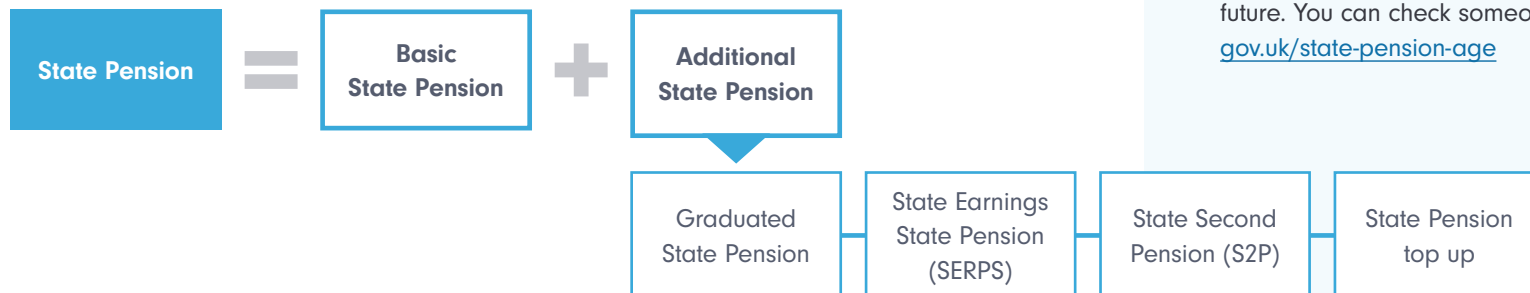 future. You can check someo
gov.uk/state-pension-age
State Pension
Basic
State Pension
Additional
State Pension
Graduated
State Pension
State Earnings
State Pension
(SERPS)
State Second
Pension (S2P)
State Pension
top up